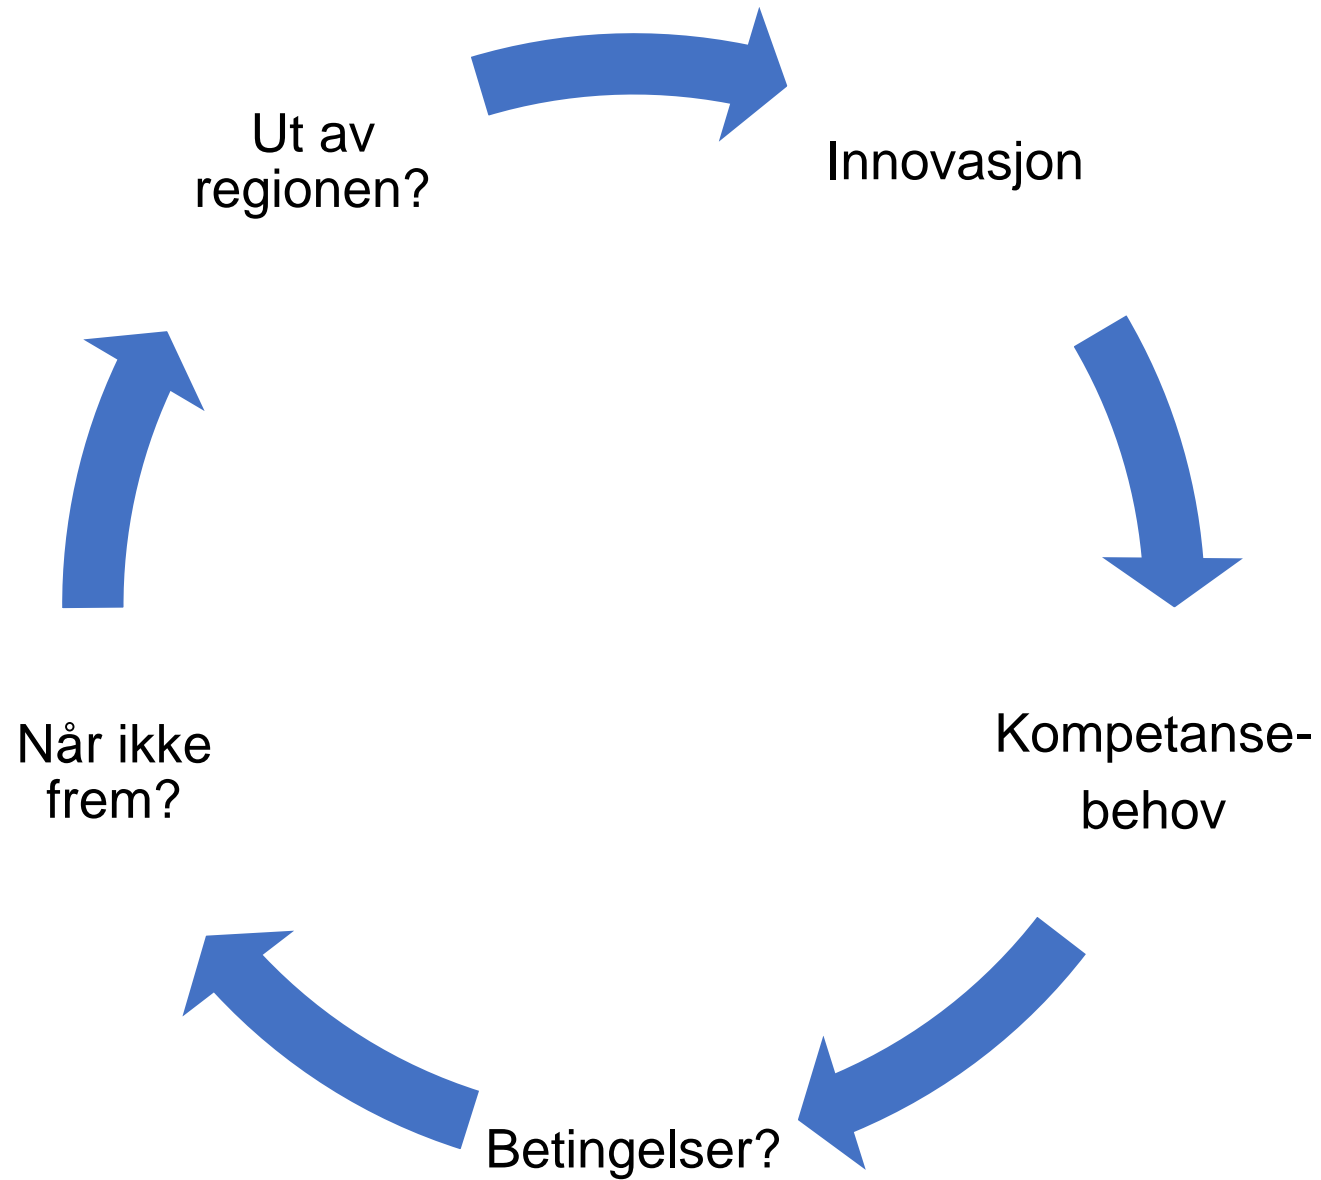 Ut av
regionen?
Innovasjon
Kompetanse-
behov
Betingelser?
Når ikke
frem?